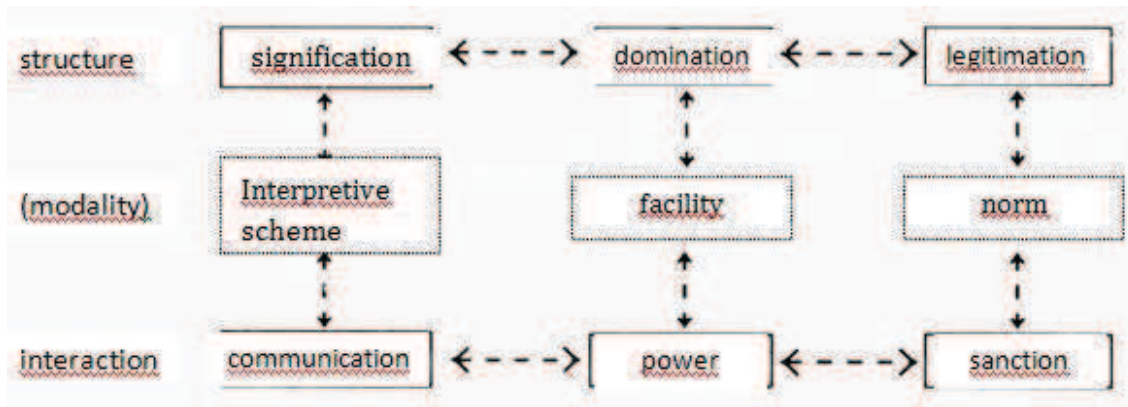 structure signification domination legitimation
(modality) Interpretive scheme facility norm
interaction communication power sanction